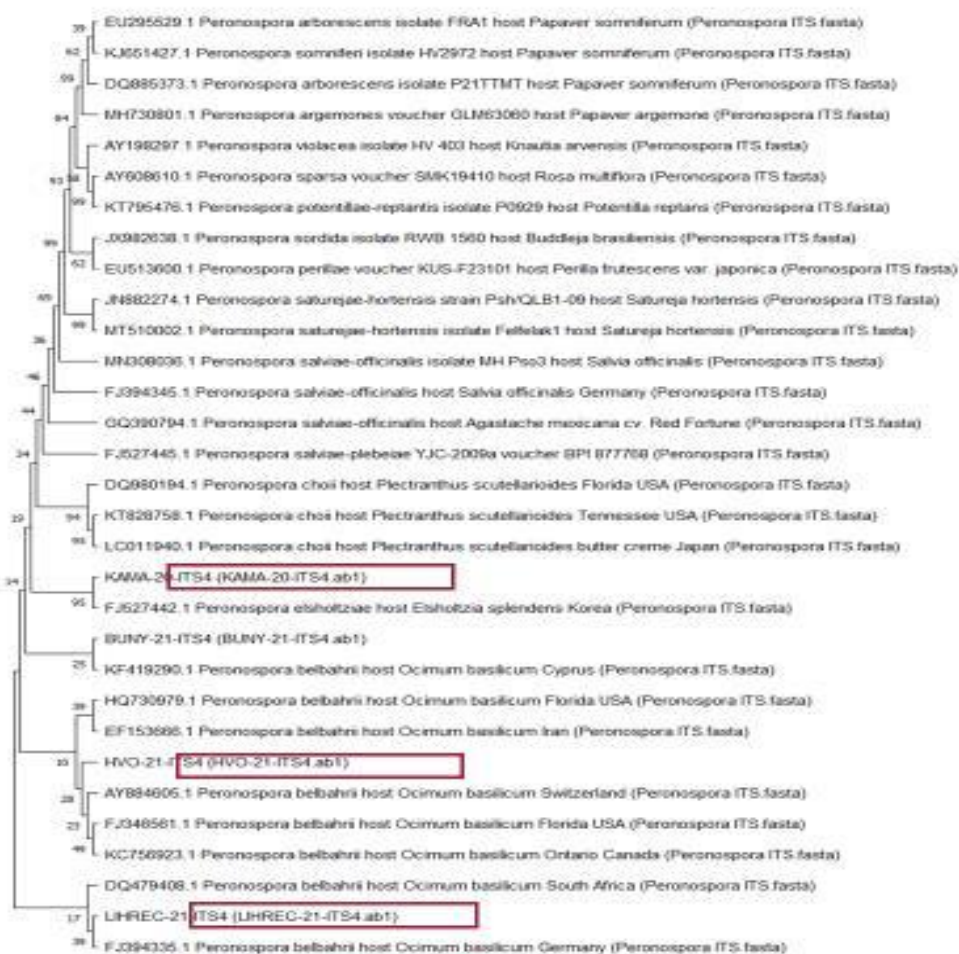 EU295529.1 Peronospora arborescens isolate FRA1 host Papaver somniferum (Peronospora ITS.fasta)
KJ651427.1 Peronospora somniferi isolate HV2972 host Papaver somniferum (Peronospora ITS.fasta)
DQ885373.1 Peronospora arborescens isolate P21TTMT host Papaver somniferum (Peronospora ITS.fasta)
MH730801.1 Peronospora argemones voucher GLM63060 host Papaver argemone (Peronospora ITS.fasta)
AY198297.1 Peronospora violacea isolate HV 403 host Knautia arvensis (Peronospora ITS.fasta)
AY608610.1 Peronospora sparsa voucher SMK19410 host Rosa multiflora (Peronospora ITS.fasta)
KT795476.1 Peronospora potentillae-reptantis isolate P0929 host Potentilla reptans (Peronospora ITS.fasta)
JX982638.1 Peronospora sordida isolate RWB 1560 host Buddleja brasiliensis (Peronospora ITS.fasta)
EU513600.1 Peronospora perillae voucher KUS-F23101 host Perilla frutescens var. japonica (Peronospora ITS.fasta)
JN882274.1 Peronospora saturejae-hortensis strain Psh/QLB1-09 host Satureja hortensis (Peronospora ITS.fasta)
MT510002.1 Peronospora saturejae-hortensis isolate Felfelak1 host Satureja hortensis (Peronospora ITS.fasta)
MN308036.1 Peronospora salviae-officinalis isolate MH Pso3 host Salvia officinalis (Peronospora ITS.fasta)
FJ394345.1 Peronospora salviae-officinalis host Salvia officinalis Germany (Peronospora ITS.fasta)
GQ390794.1 Peronospora salviae-officinalis host Agastache mexicana cv. Red Fortune (Peronospora ITS.fasta)
FJ527445.1 Peronospora salviae-plebeiae YJC-2009a voucher BPI 877768 (Peronospora ITS.fasta)
DQ980194.1 Peronospora choii host Plectranthus scutellarioides Florida USA (Peronospora ITS.fasta)
KT828758.1 Peronospora choii host Plectranthus scutellarioides Tennessee USA (Peronospora ITS.fasta)
LC011940.1 Peronospora choii host Plectranthus scutellarioides butter creme Japan (Peronospora ITS.fasta)
KAMA-20-ITS4 (KAMA-20-ITS4.ab1)
FJ527442.1 Peronospora elsholtziae host Elsholtzia splendens Korea (Peronospora ITS.fasta)
BUNY-21-ITS4 (BUNY-21-ITS4.ab1)
KF419290.1 Peronospora belbahrii host Ocimum basilicum Cyprus (Peronospora ITS.fasta)
HQ730979.1 Peronospora belbahrii host Ocimum basilicum Florida USA (Peronospora ITS.fasta)
EF153666.1 Peronospora belbahrii host Ocimum basilicum Iran (Peronospora ITS.fasta)
HVO-21-ITS4 (HVO-21-ITS4.ab1)
AY884605.1 Peronospora belbahrii host Ocimum basilicum Switzerland (Peronospora ITS.fasta)
FJ346561.1 Peronospora belbahrii host Ocimum basilicum Florida USA (Peronospora ITS.fasta)
KC756923.1 Peronospora belbahrii host Ocimum basilicum Ontario Canada (Peronospora ITS.fasta)
DQ479408.1 Peronospora belbahrii host Ocimum basilicum South Africa (Peronospora ITS.fasta)
LIHREC-21-ITS4 (LIHREC-21-ITS4.ab1)
FJ394335.1 Peronospora belbahrii host Ocimum basilicum Germany (Peronospora ITS.fasta)